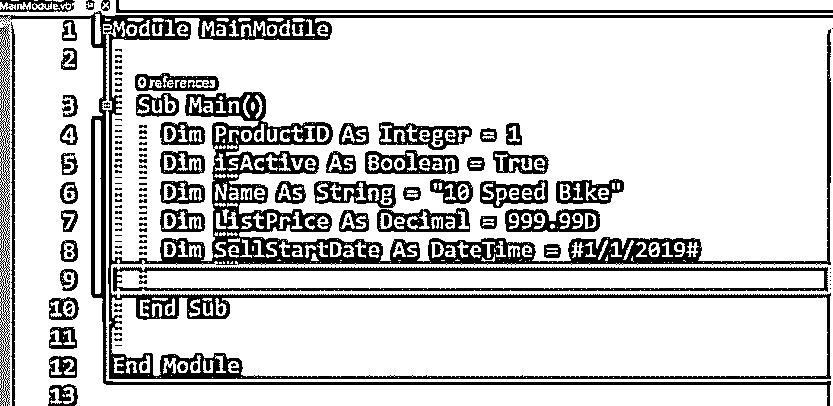 MainModule.vb
1 Module MainModule
2
0 references
3 Sub Main()
4 Dim ProductID As Integer = 1
5 Dim isActive As Boolean = True
6 Dim Name As String = "10 Speed Bike"
7 Dim ListPrice As Decimal = 999.99D
8 Dim SellStartDate As DateTime = #1/1/2019#
9
10 End Sub
11
12 End Module
13